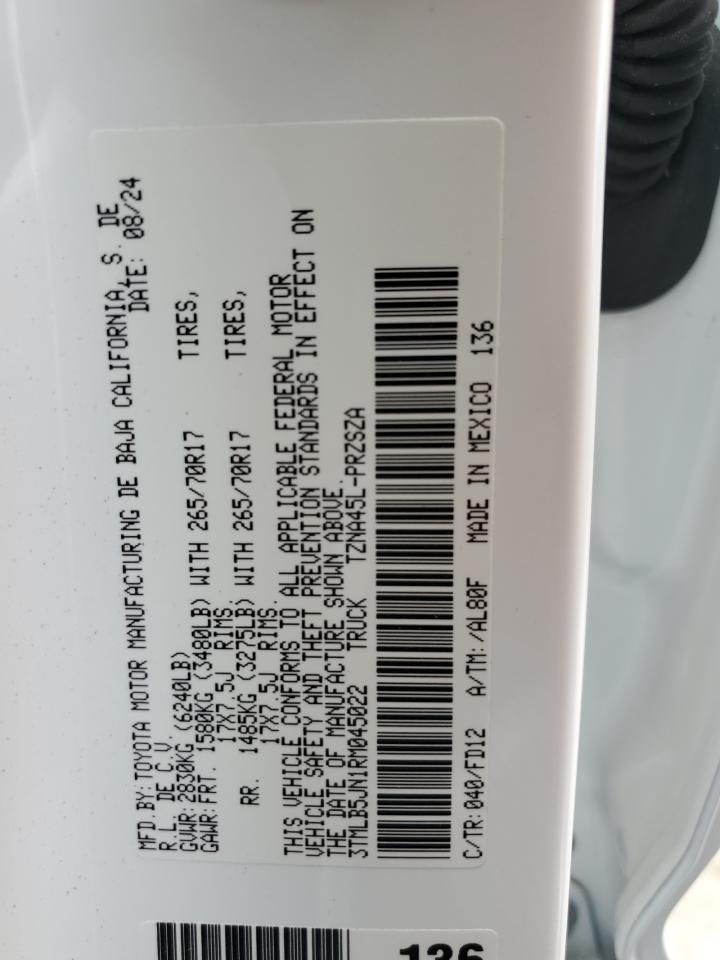 MFD. BY: TOYOTA MOTOR MANUFACTURING DE BAJA CALIFORNIA, S. DE
R.L. DE C.V. DATE: 08/24
GVWR: 2830KG (6240LB)
GAWR: FRT. 1580KG (3480LB) WITH 265/70R17 TIRES,
17X7.5J RIMS.
RR. 1485KG (3275LB) WITH 265/70R17 TIRES,
17X7.5J RIMS.
THIS VEHICLE CONFORMS TO ALL APPLICABLE FEDERAL MOTOR
VEHICLE SAFETY AND THEFT PREVENTION STANDARDS IN EFFECT ON
THE DATE OF MANUFACTURE SHOWN ABOVE.
3TMLB5JN1RM045022 TRUCK TZNA45L-PRZSZA
C/TR: 040/FD12 A/TM: /AL80F MADE IN MEXICO 136
136